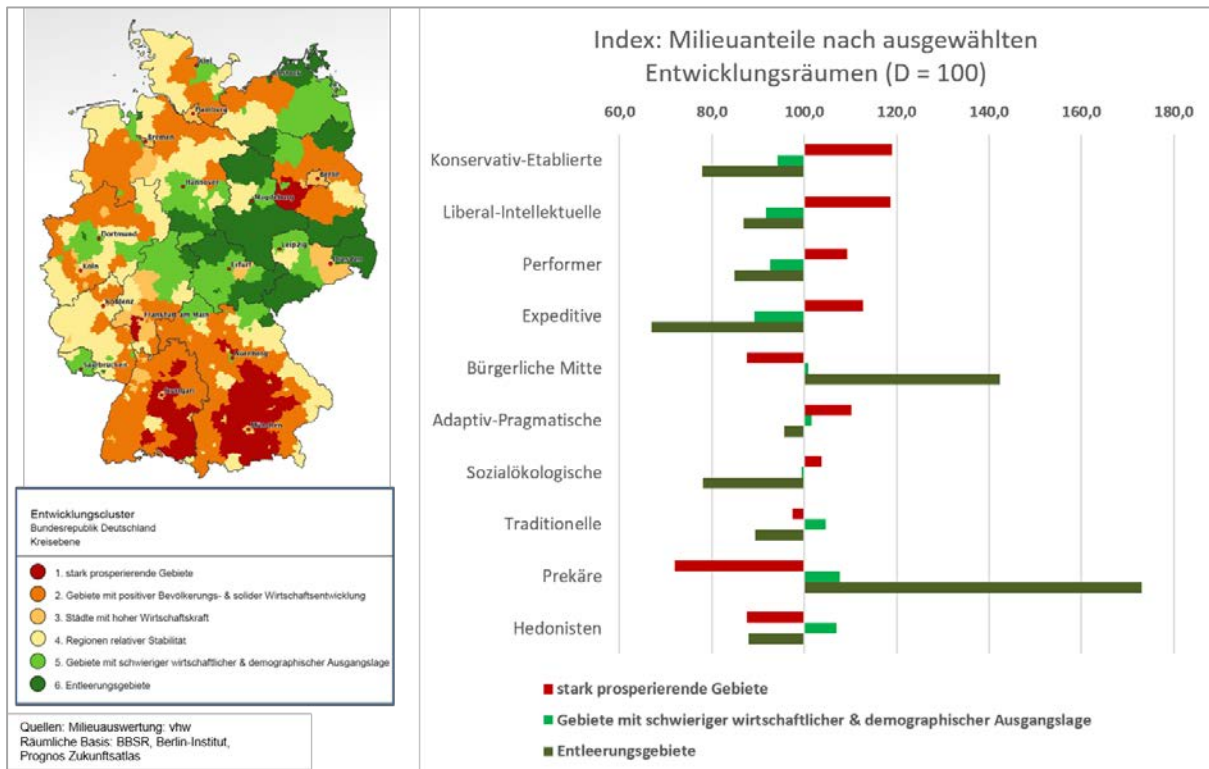 Kiel
Rostock
Hamburg
Bremen
Berlin
Hannover
Magdeburg
Dortmund
Leipzig
Dresden
Köln
Erfurt
Koblenz
Frankfurt am Main
Saarbrücken
Nürnberg
Stuttgart
München
Entwicklungscluster
Bundesrepublik Deutschland
Kreisebene
1. stark prosperierende Gebiete
2. Gebiete mit positiver Bevölkerungs- & solider Wirtschaftsentwicklung
3. Städte mit hoher Wirtschaftskraft
4. Regionen relativer Stabilität
5. Gebiete mit schwieriger wirtschaftlicher & demographischer Ausgangslage
6. Entleerungsgebiete
Quellen: Milieuauswertung: vhw
Räumliche Basis: BBSR, Berlin-Institut,
Prognos Zukunftsatlas
Index: Milieuanteile nach ausgewählten
Entwicklungsräumen (D = 100)
60,0 80,0 100,0 120,0 140,0 160,0 180,0
Konservativ-Etablierte
Liberal-Intellektuelle
Performer
Expeditive
Bürgerliche Mitte
Adaptiv-Pragmatische
Sozialökologische
Traditionelle
Prekäre
Hedonisten
stark prosperierende Gebiete
Gebiete mit schwieriger wirtschaftlicher & demographischer Ausgangslage
Entleerungsgebiete